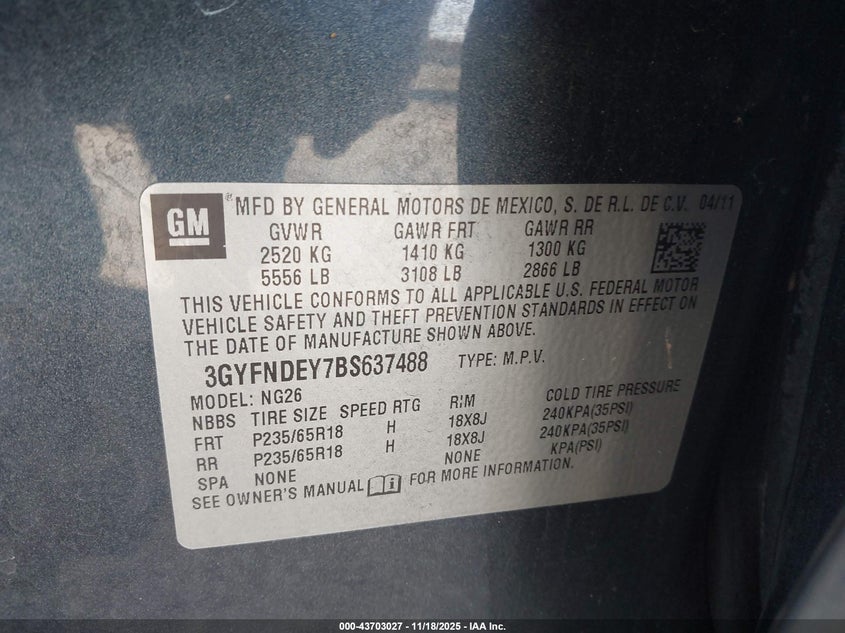 GM ® MFD BY GENERAL MOTORS DE MEXICO, S. DE R.L. DE C.V. 04/11
GVWR GAWR FRT GAWR RR
2520 KG 1410 KG 1300 KG
5556 LB 3108 LB 2866 LB
THIS VEHICLE CONFORMS TO ALL APPLICABLE U.S. FEDERAL MOTOR
VEHICLE SAFETY AND THEFT PREVENTION STANDARDS IN EFFECT ON
THE DATE OF MANUFACTURE SHOWN ABOVE.
3GYFNDEY7BS637488 TYPE: M.P.V.
MODEL: NG26
NBBS TIRE SIZE SPEED RTG RIM COLD TIRE PRESSURE
FRT P235/65R18 H 18X8J 240KPA(35PSI)
RR P235/65R18 H 18X8J 240KPA(35PSI)
SPA NONE NONE KPA(PSI)
SEE OWNER'S MANUAL i FOR MORE INFORMATION.
000-43703027 - 11/18/2025 - IAA Inc.